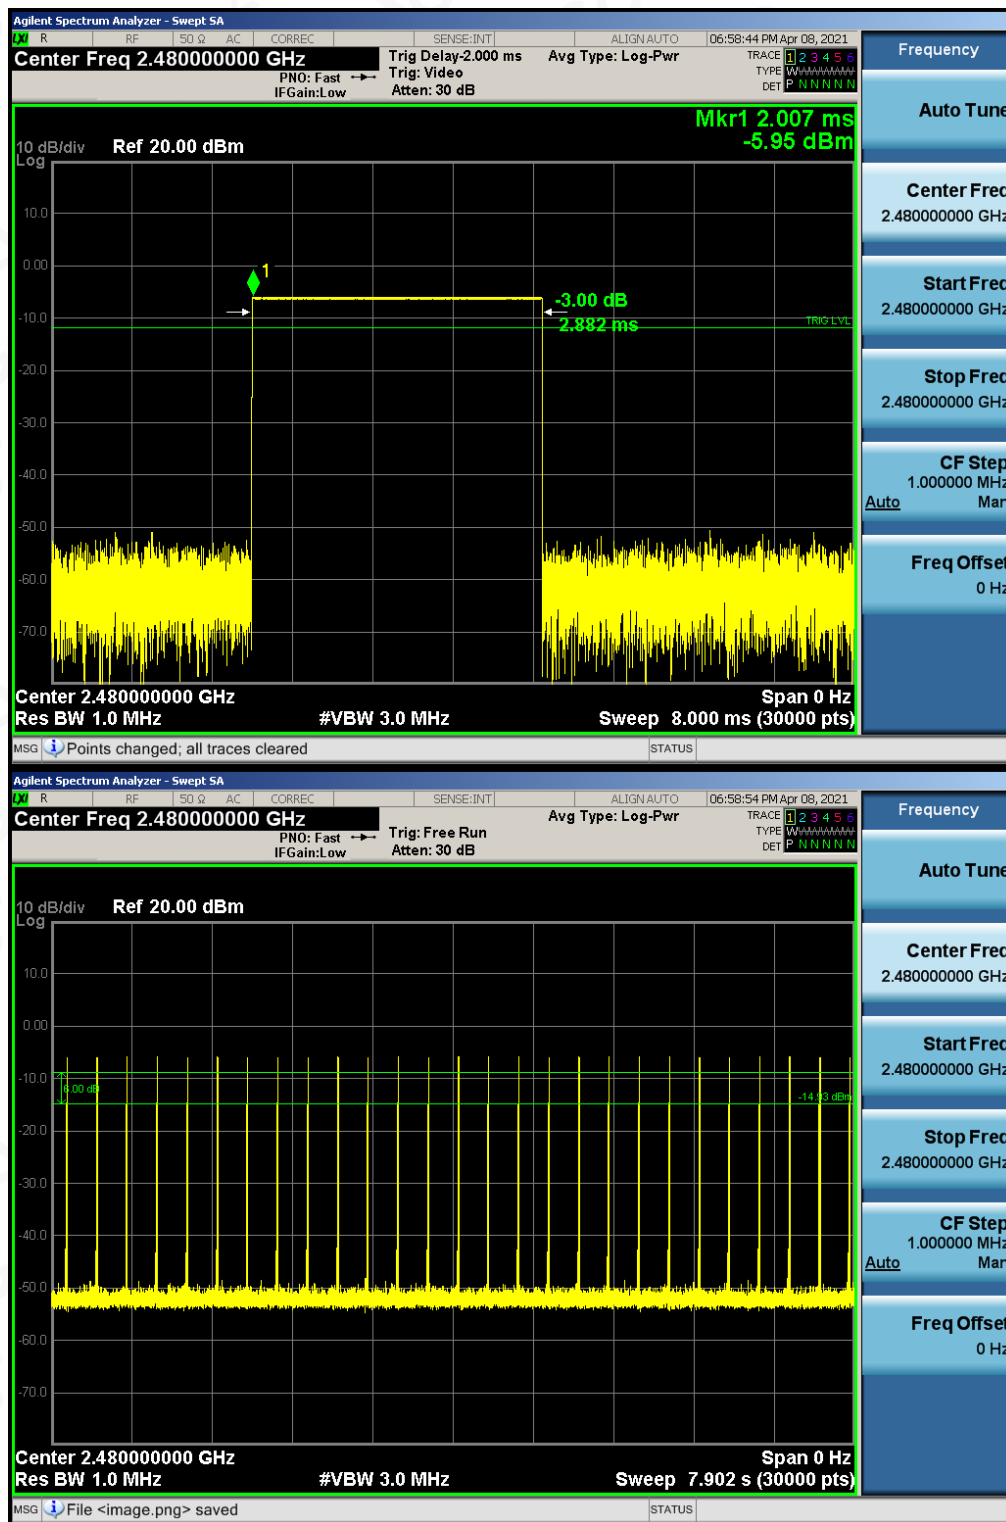 Agilent Spectrum Analyzer - Swept SA
LXI R RF 50 Ω AC CORREC SENSE:INT ALIGN AUTO 06:58:44 PM Apr 08, 2021
Center Freq 2.480000000 GHz Trig Delay-2.000 ms Avg Type: Log-Pwr TRACE 1 2 3 4 5 6
PNO: Fast Trig: Video TYPE W
IFGain:Low Atten: 30 dB DET P N N N N N
Mkr1 2.007 ms
-5.95 dBm
10 dB/div Ref 20.00 dBm
Log
10.0
0.00
1
-3.00 dB
-10.0
2.882 ms
TRIG LVL
-20.0
-30.0
-40.0
-50.0
-60.0
-70.0
Center 2.480000000 GHz Span 0 Hz
Res BW 1.0 MHz #VBW 3.0 MHz Sweep 8.000 ms (30000 pts)
MSG Points changed; all traces cleared STATUS
Frequency
Auto Tune
Center Freq
2.480000000 GHz
Start Freq
2.480000000 GHz
Stop Freq
2.480000000 GHz
CF Step
1.000000 MHz
Auto Man
Freq Offset
0 Hz
Agilent Spectrum Analyzer - Swept SA
LXI R RF 50 Ω AC CORREC SENSE:INT ALIGN AUTO 06:58:54 PM Apr 08, 2021
Center Freq 2.480000000 GHz Avg Type: Log-Pwr TRACE 1 2 3 4 5 6
PNO: Fast Trig: Free Run TYPE W
IFGain:Low Atten: 30 dB DET P N N N N N
10 dB/div Ref 20.00 dBm
Log
10.0
0.00
-10.0
6.00 dB
-14.93 dBm
-20.0
-30.0
-40.0
-50.0
-60.0
-70.0
Center 2.480000000 GHz Span 0 Hz
Res BW 1.0 MHz #VBW 3.0 MHz Sweep 7.902 s (30000 pts)
MSG File <image.png> saved STATUS
Frequency
Auto Tune
Center Freq
2.480000000 GHz
Start Freq
2.480000000 GHz
Stop Freq
2.480000000 GHz
CF Step
1.000000 MHz
Auto Man
Freq Offset
0 Hz